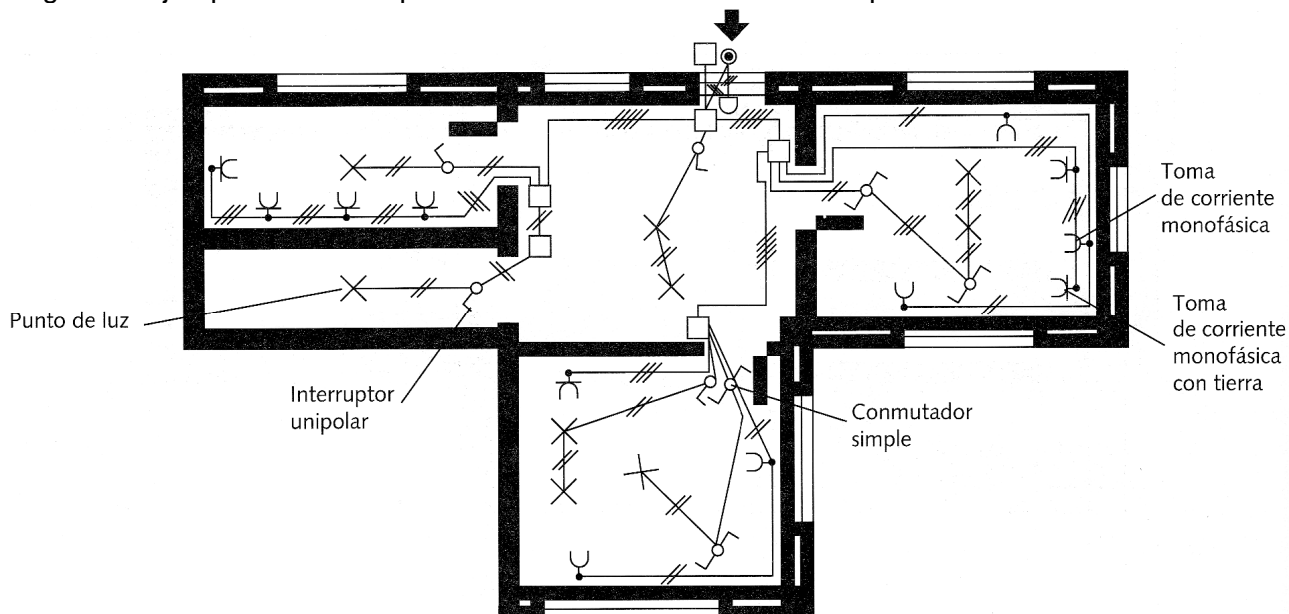 Toma
de corriente
monofásica
Punto de luz
Toma
de corriente
monofásica
con tierra
Interruptor
unipolar
Conmutador
simple